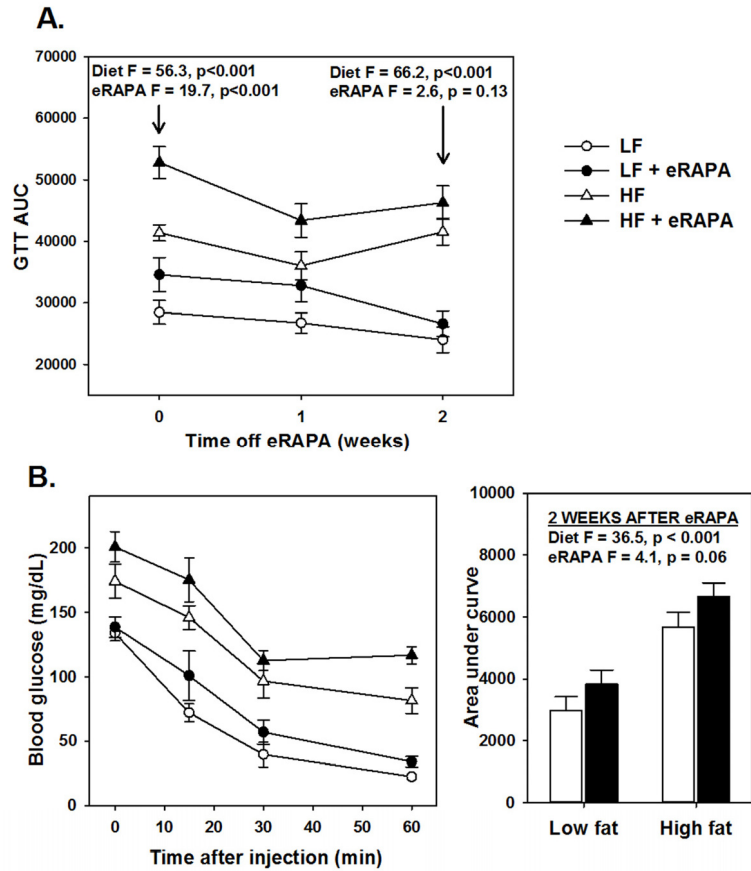 A.
70000
60000
50000
40000
30000
20000
GTT AUC
Diet F = 56.3, p<0.001
eRAPA F = 19.7, p<0.001
Diet F = 66.2, p<0.001
eRAPA F = 2.6, p = 0.13
0 1 2
Time off eRAPA (weeks)
LF
LF + eRAPA
HF
HF + eRAPA
B.
200
150
100
50
0
Blood glucose (mg/dL)
0 10 20 30 40 50 60
Time after injection (min)
10000
8000
6000
4000
2000
0
Area under curve
2 WEEKS AFTER eRAPA
Diet F = 36.5, p < 0.001
eRAPA F = 4.1, p = 0.06
Low fat High fat